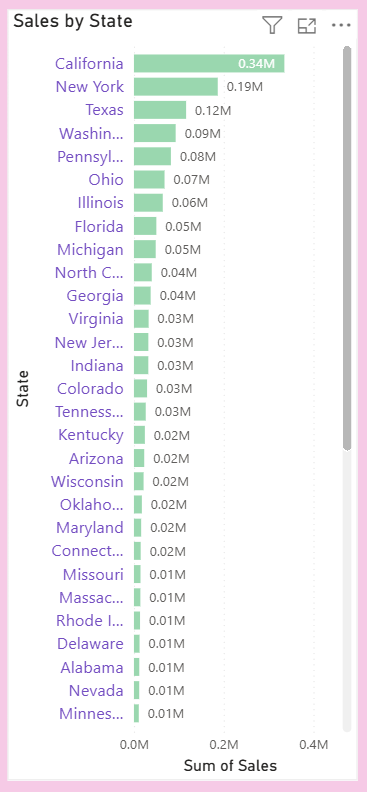 Sales by State
California 0.34M
New York 0.19M
Texas 0.12M
Washin... 0.09M
Pennsyl... 0.08M
Ohio 0.07M
Illinois 0.06M
Florida 0.05M
Michigan 0.05M
North C... 0.04M
Georgia 0.04M
Virginia 0.03M
New Jer... 0.03M
Indiana 0.03M
Colorado 0.03M
Tenness... 0.03M
Kentucky 0.02M
Arizona 0.02M
Wisconsin 0.02M
Oklaho... 0.02M
Maryland 0.02M
Connect... 0.02M
Missouri 0.01M
Massac... 0.01M
Rhode I... 0.01M
Delaware 0.01M
Alabama 0.01M
Nevada 0.01M
Minnes... 0.01M
State
0.0M 0.2M 0.4M
Sum of Sales